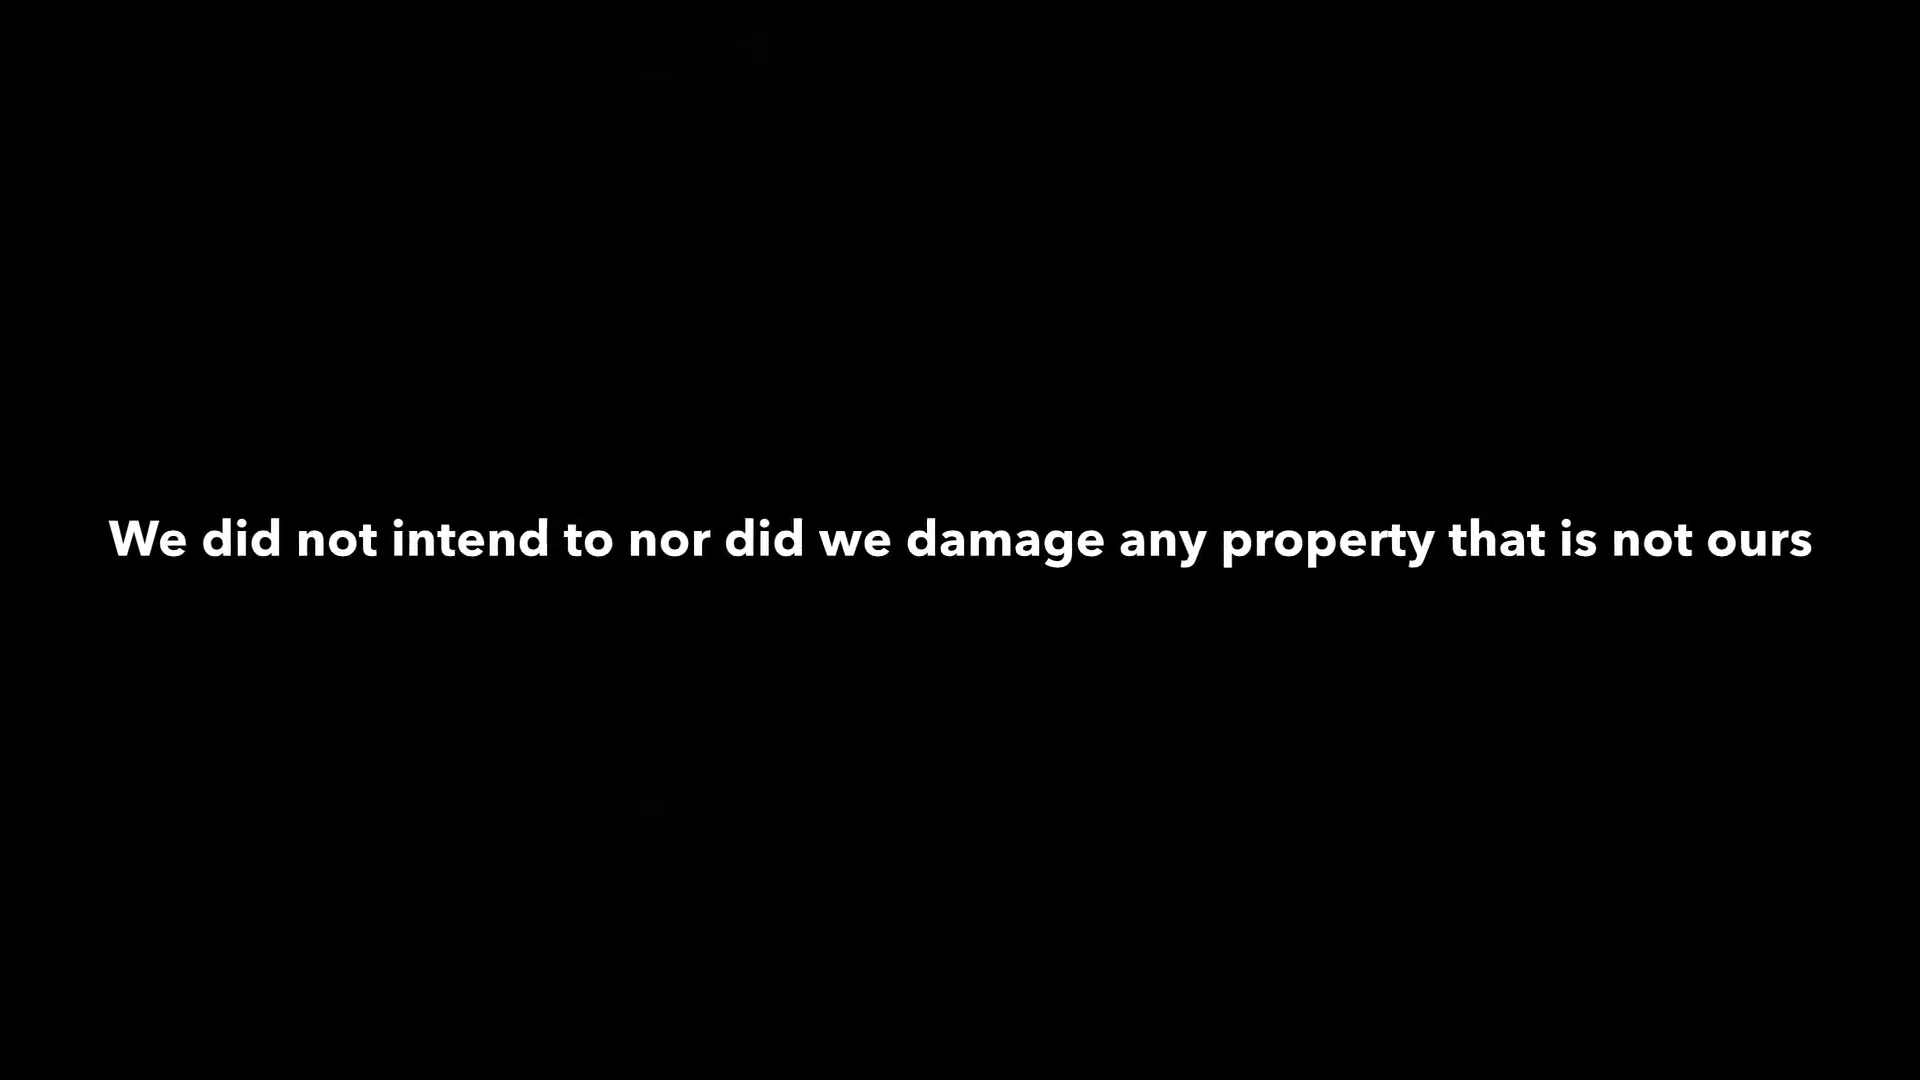 We did not intend to nor did we damage any property that is not ours